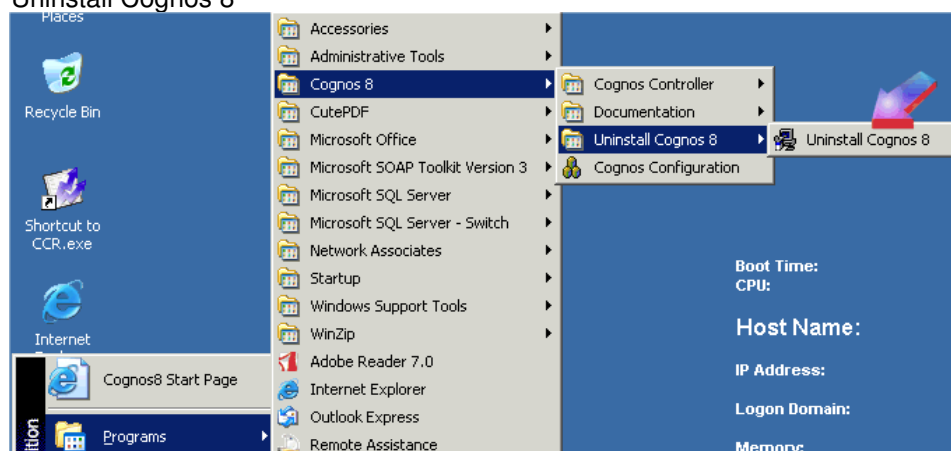 Uninstall Cognos 8
Places
Recycle Bin
Shortcut to
CCR.exe
Internet
Cognos8 Start Page
Programs
ition
Accessories
Administrative Tools
Cognos 8
CutePDF
Microsoft Office
Microsoft SOAP Toolkit Version 3
Microsoft SQL Server
Microsoft SQL Server - Switch
Network Associates
Startup
Windows Support Tools
WinZip
Adobe Reader 7.0
Internet Explorer
Outlook Express
Remote Assistance
Cognos Controller
Documentation
Uninstall Cognos 8
Cognos Configuration
Uninstall Cognos 8
Boot Time:
CPU:
Host Name:
IP Address:
Logon Domain:
Memory: